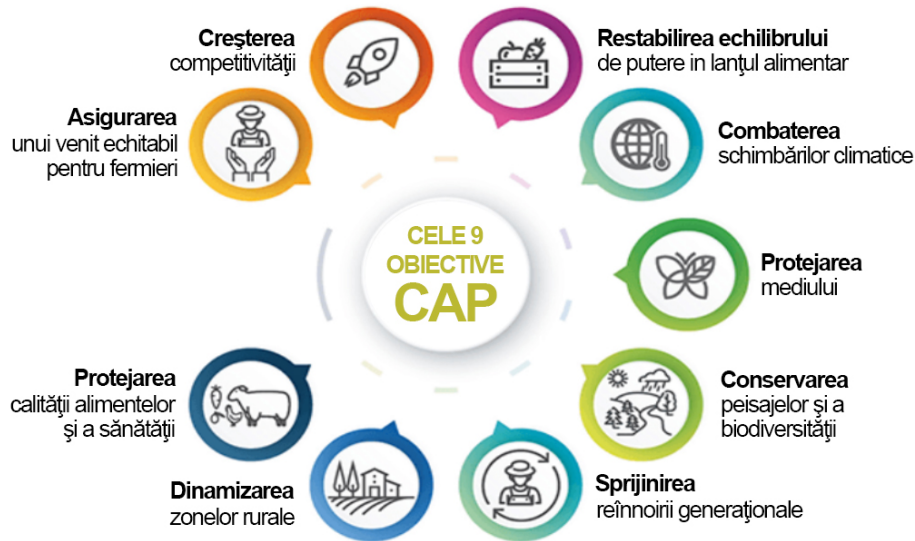 Creşterea
competitivităţii
Restabilirea echilibrului
de putere in lanţul alimentar
Asigurarea
unui venit echitabil
pentru fermieri
Combaterea
schimbărilor climatice
CELE 9
OBIECTIVE
CAP
Protejarea
mediului
Protejarea
calităţii alimentelor
şi a sănătăţii
Conservarea
peisajelor şi a
biodiversităţii
Dinamizarea
zonelor rurale
Sprijinirea
reînnoirii generaţionale